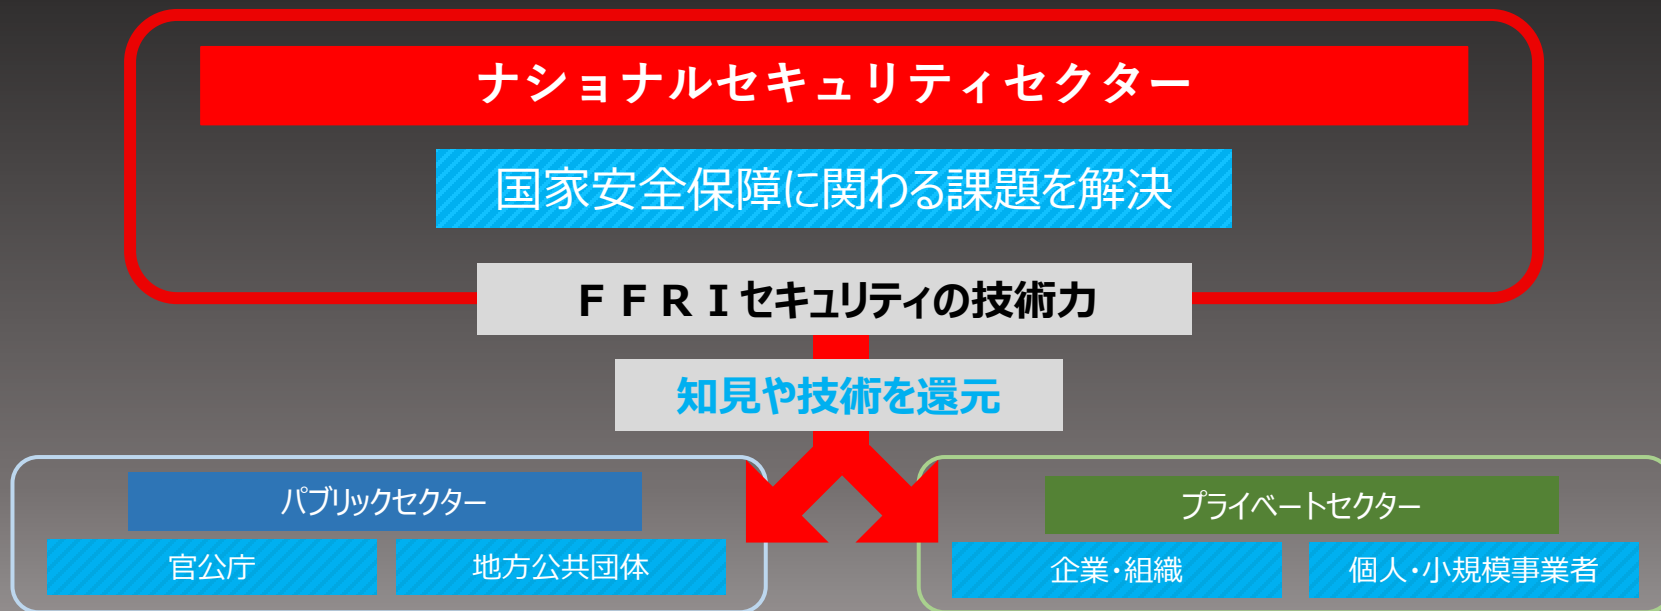 ナショナルセキュリティセクター
国家安全保障に関わる課題を解決
ＦＦＲＩセキュリティの技術力
知見や技術を還元
パブリックセクター
官公庁
地方公共団体
プライベートセクター
企業・組織
個人・小規模事業者